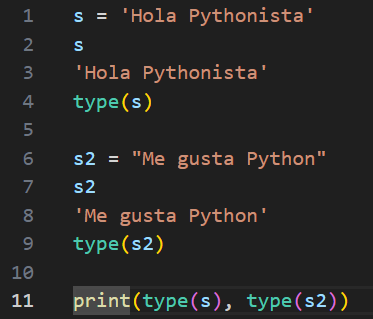 1 s = 'Hola Pythonista'
2 s
3 'Hola Pythonista'
4 type(s)
5
6 s2 = "Me gusta Python"
7 s2
8 'Me gusta Python'
9 type(s2)
10
11 print(type(s), type(s2))